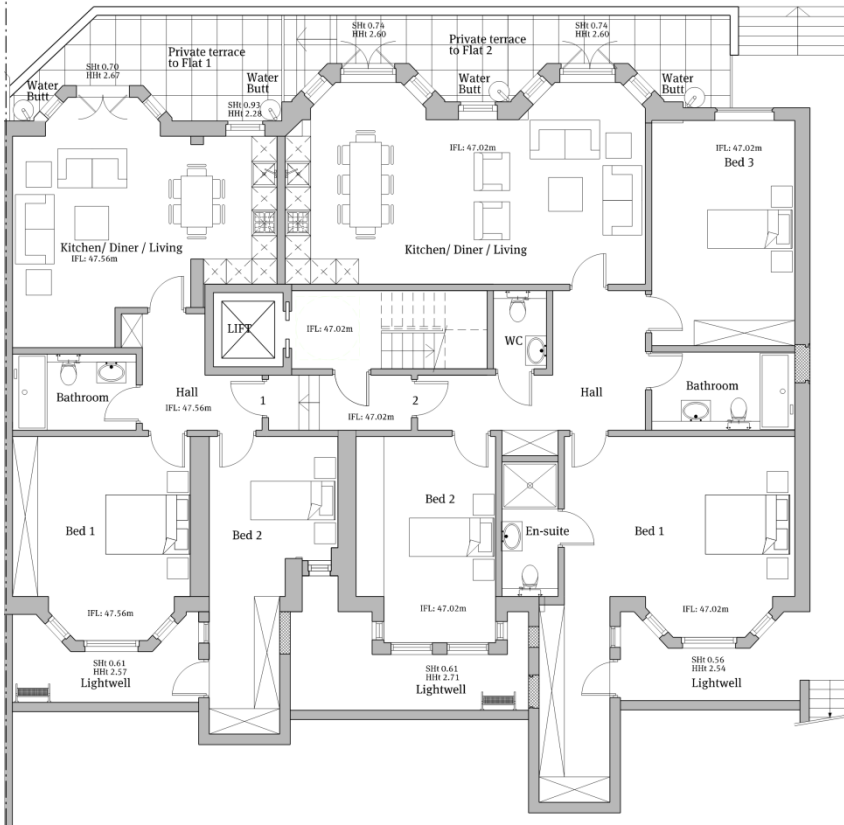 SHt 0.74
HHt 2.60
SHt 0.74
HHt 2.60
Private terrace
to Flat 1
Private terrace
to Flat 2
SHt 0.70
HHt 2.67
Water
Butt
Water
Butt
Water
Butt
Water
Butt
SHt 0.93
HHt 2.28
IFL: 47.02m
IFL: 47.02m
Bed 3
Kitchen/ Diner / Living
IFL: 47.56m
Kitchen/ Diner / Living
LIFT
IFL: 47.02m
WC
Bathroom
Hall
IFL: 47.56m
1
2
IFL: 47.02m
Hall
Bathroom
Bed 1
Bed 2
Bed 2
En-suite
Bed 1
IFL: 47.56m
IFL: 47.02m
IFL: 47.02m
SHt 0.61
HHt 2.57
Lightwell
SHt 0.61
HHt 2.71
Lightwell
SHt 0.56
HHt 2.54
Lightwell